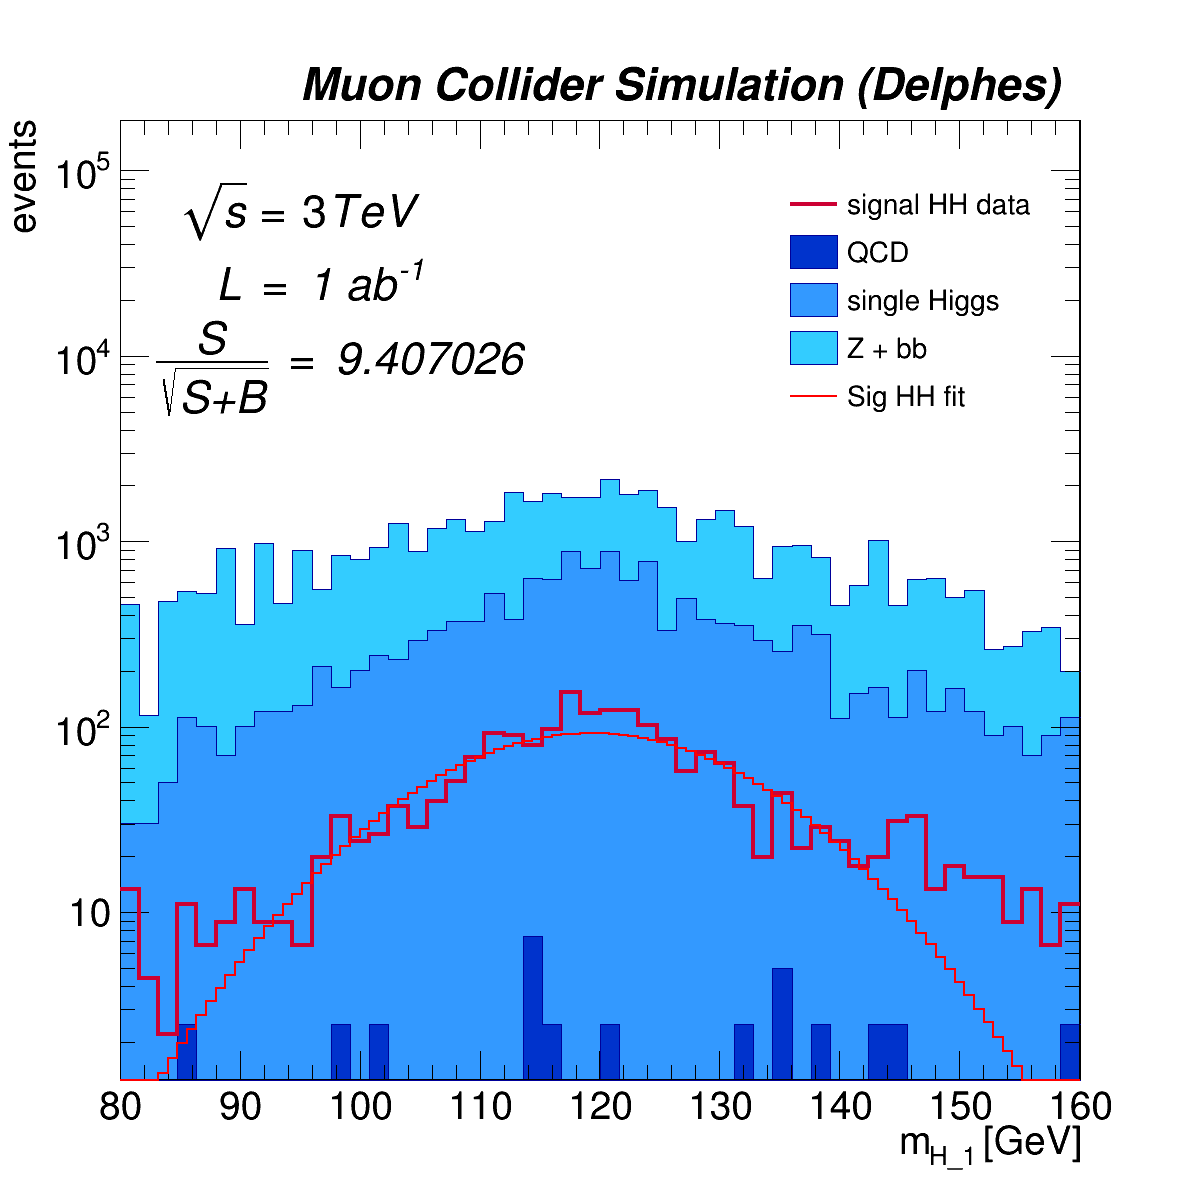 Muon Collider Simulation (Delphes)
events
10^5
10^4
10^3
10^2
10
√s = 3 TeV
L = 1 ab^-1
S/√S+B = 9.407026
signal HH data
QCD
single Higgs
Z + bb
Sig HH fit
80 90 100 110 120 130 140 150 160
m_H_1 [GeV]